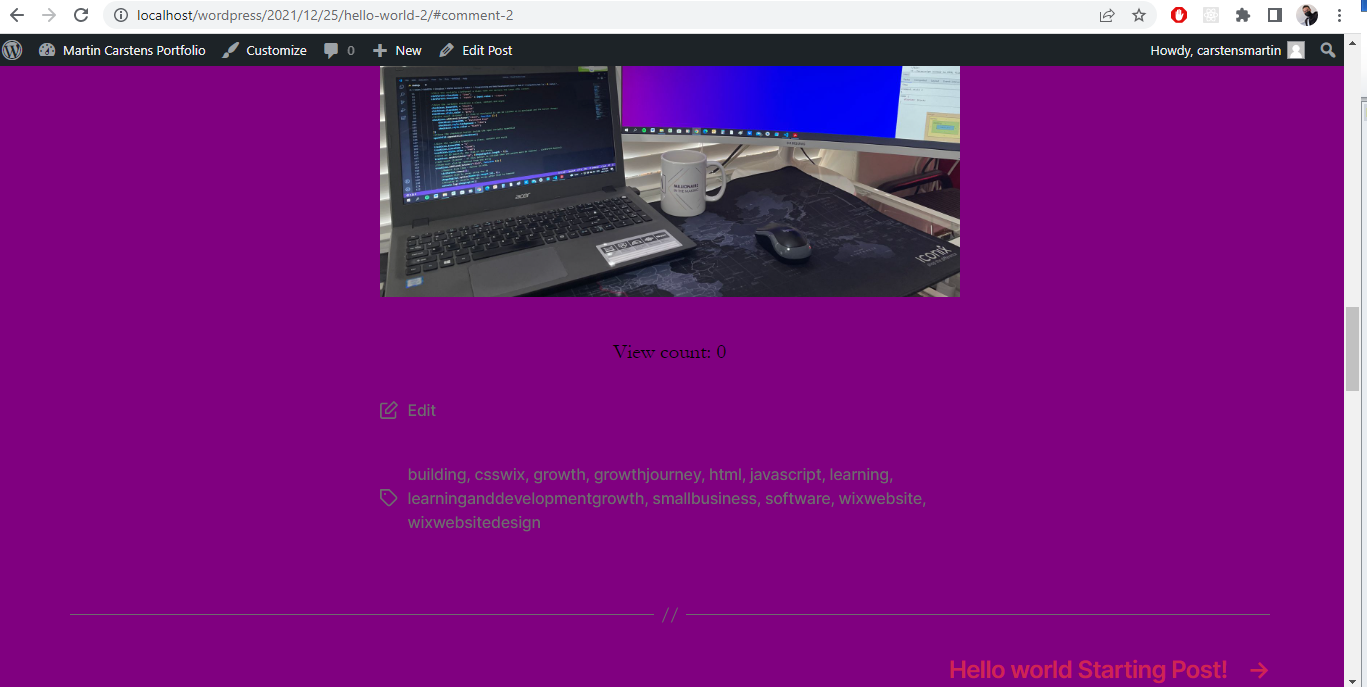 localhost/wordpress/2021/12/25/hello-world-2/#comment-2
Martin Carstens Portfolio Customize 0 New Edit Post Howdy, carstensmartin
acer
ICONIX
View count: 0
Edit
building, csswix, growth, growthjourney, html, javascript, learning,
learninganddevelopmentgrowth, smallbusiness, software, wixwebsite,
wixwebsitedesign
//
Hello world Starting Post! →